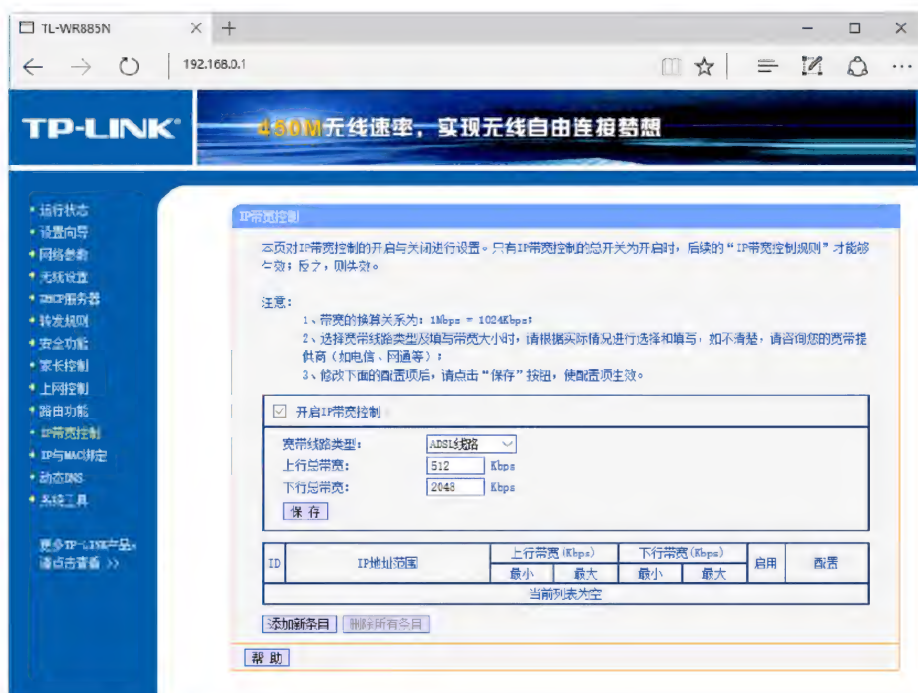 TL-WR885N
192.168.0.1
TP-LINK®
450M无线速率，实现无线自由连接梦想
• 运行状态
• 设置向导
• 网络参数
• 无线设置
• DHCP服务器
• 转发规则
• 安全功能
• 家长控制
• 上网控制
• 路由功能
• IP带宽控制
• IP与MAC绑定
• 动态DNS
• 系统工具
更多TP-LINK产品，
请点击查看 >>
IP带宽控制
本页对IP带宽控制的开启与关闭进行设置。只有IP带宽控制的总开关为开启时，后续的“IP带宽控制规则”才能够
生效；反之，则失效。
注意：
1、带宽的换算关系为：1Mbps = 1024Kbps；
2、选择宽带线路类型及填写带宽大小时，请根据实际情况进行选择和填写，如不清楚，请咨询您的宽带提
供商（如电信、网通等）；
3、修改下面的配置项后，请点击“保存”按钮，使配置项生效。
开启IP带宽控制
宽带线路类型： ADSL线路
上行总带宽： 512 Kbps
下行总带宽： 2048 Kbps
保 存
ID IP地址范围 上行带宽(Kbps) 下行带宽(Kbps) 启用 配置
最小 最大 最小 最大
当前列表为空
添加新条目 删除所有条目
帮 助